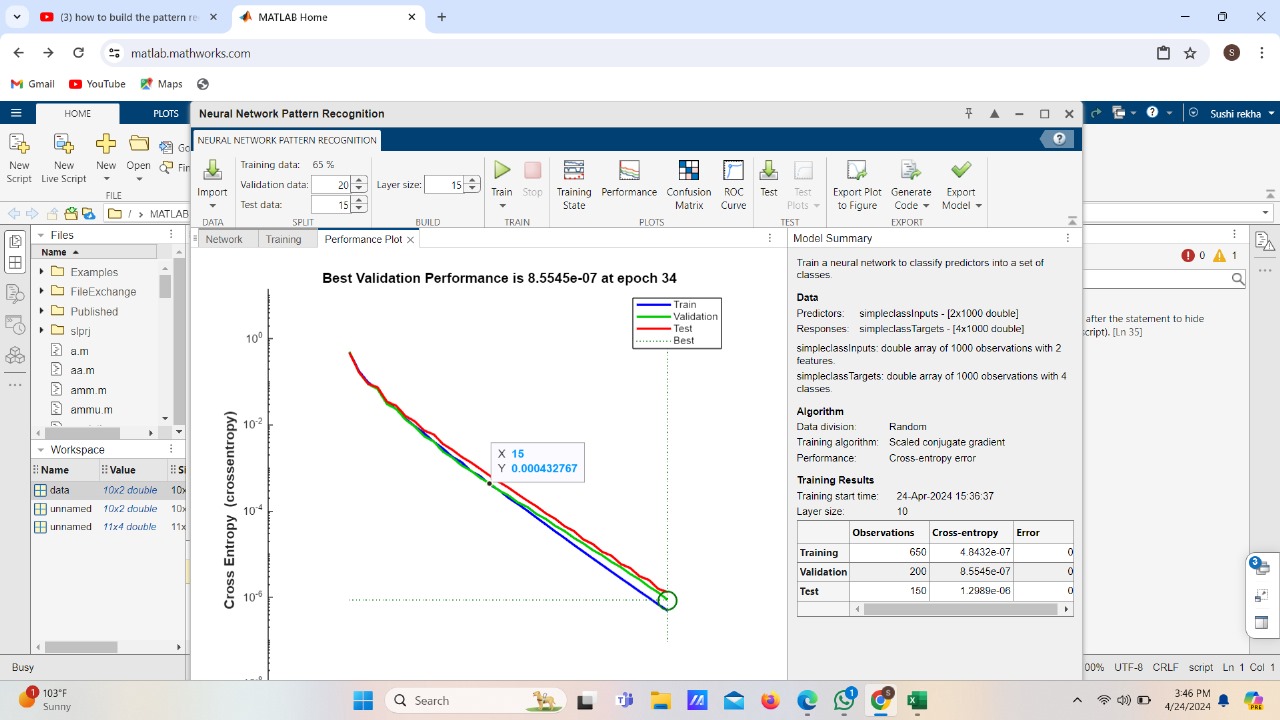 (3) how to build the pattern re
MATLAB Home
matlab.mathworks.com
S
Gmail
YouTube
Maps
HOME
PLOTS
Neural Network Pattern Recognition
Sushi rekha
NEURAL NETWORK PATTERN RECOGNITION
New Script
New Live Script
New
Open
Go
Fin
FILE
Import
Training data: 65 %
Validation data: 20
Test data: 15
Layer size: 15
Train
Stop
Training State
Performance
Confusion Matrix
ROC Curve
Test
Test Plots
Export Plot to Figure
Generate Code
Export Model
DATA
SPLIT
BUILD
TRAIN
PLOTS
TEST
EXPORT
/ › MATLAB
Files
Name
Examples
FileExchange
Published
slprj
a.m
aa.m
amm.m
ammu.m
Workspace
Name Value Si
data 10x2 double 10x
unnamed 10x2 double 10x
unnamed 11x4 double 11x
Busy
Network
Training
Performance Plot
Best Validation Performance is 8.5545e-07 at epoch 34
Train
Validation
Test
Best
10⁰
10⁻²
10⁻⁴
10⁻⁶
Cross Entropy (crossentropy)
X 15
Y 0.000432767
Model Summary
Train a neural network to classify predictors into a set of
classes.
Data
Predictors: simpleclassInputs - [2x1000 double]
Responses: simpleclassTargets - [4x1000 double]
simpleclassInputs: double array of 1000 observations with 2
features.
simpleclassTargets: double array of 1000 observations with 4
classes.
Algorithm
Data division: Random
Training algorithm: Scaled conjugate gradient
Performance: Cross-entropy error
Training Results
Training start time: 24-Apr-2024 15:36:37
Layer size: 10
Observations Cross-entropy Error
Training 650 4.8432e-07 0
Validation 200 8.5545e-07 0
Test 150 1.2989e-06 0
0
1
after the statement to hide
script). [Ln 35]
3
00% UTF-8 CRLF script Ln 1 Col 1
1
103°F
Sunny
Search
1
3:46 PM
4/24/2024
PRE